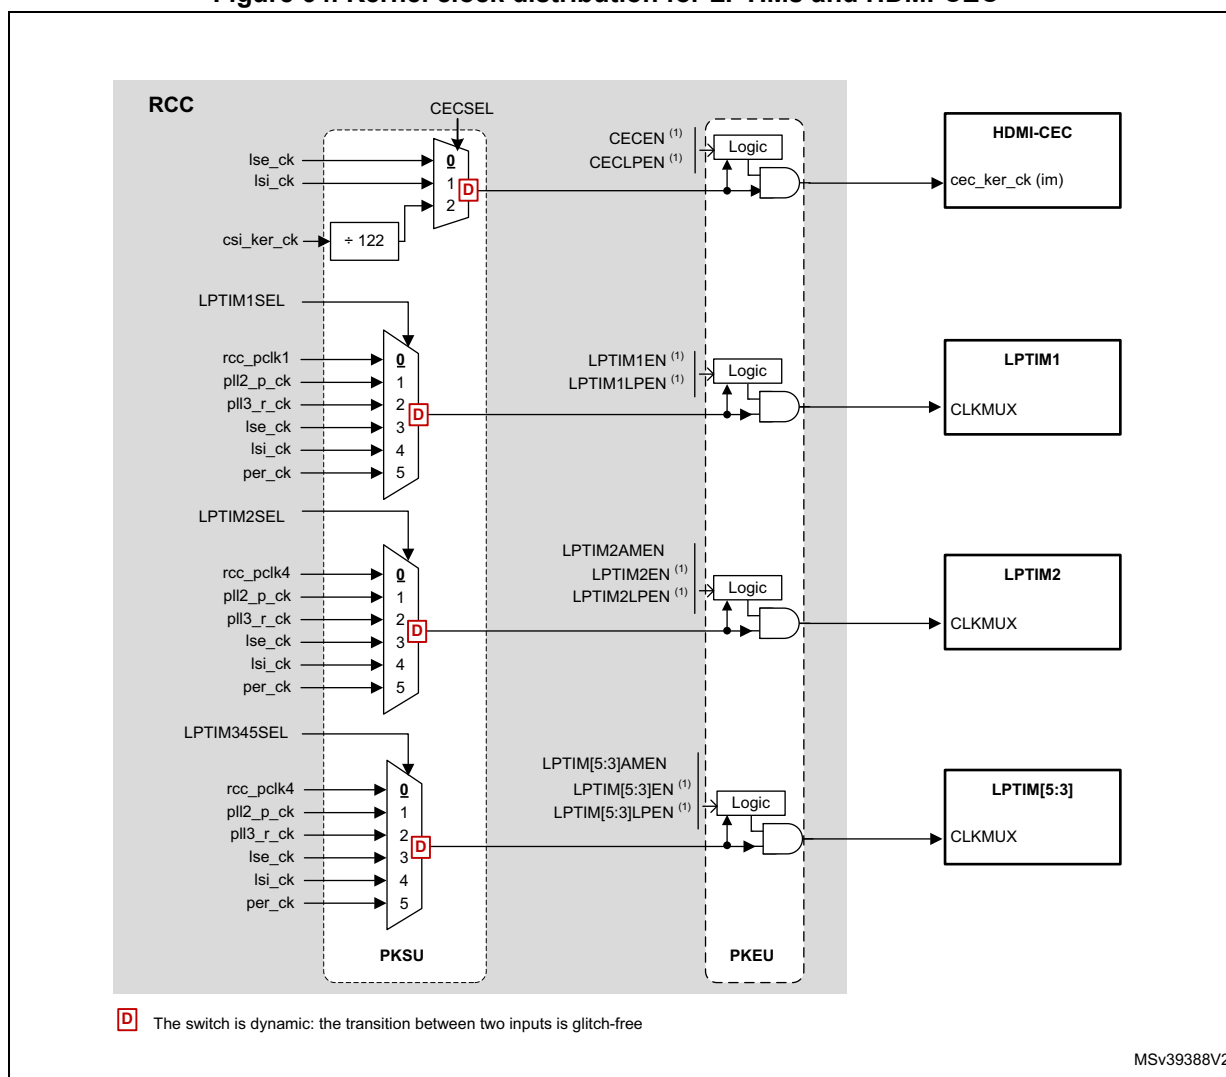 RCC
CECSEL
lse_ck
0
lsi_ck
1
2
D
csi_ker_ck
÷ 122
CECEN (1)
CECLPEN (1)
Logic
HDMI-CEC
cec_ker_ck (im)
LPTIM1SEL
rcc_pclk1
0
pll2_p_ck
1
pll3_r_ck
2
lse_ck
3
lsi_ck
4
per_ck
5
D
LPTIM1EN (1)
LPTIM1LPEN (1)
Logic
LPTIM1
CLKMUX
LPTIM2SEL
rcc_pclk4
0
pll2_p_ck
1
pll3_r_ck
2
lse_ck
3
lsi_ck
4
per_ck
5
D
LPTIM2AMEN
LPTIM2EN (1)
LPTIM2LPEN (1)
Logic
LPTIM2
CLKMUX
LPTIM345SEL
rcc_pclk4
0
pll2_p_ck
1
pll3_r_ck
2
lse_ck
3
lsi_ck
4
per_ck
5
D
LPTIM[5:3]AMEN
LPTIM[5:3]EN (1)
LPTIM[5:3]LPEN (1)
Logic
LPTIM[5:3]
CLKMUX
PKSU
PKEU
D The switch is dynamic: the transition between two inputs is glitch-free
MSv39388V2